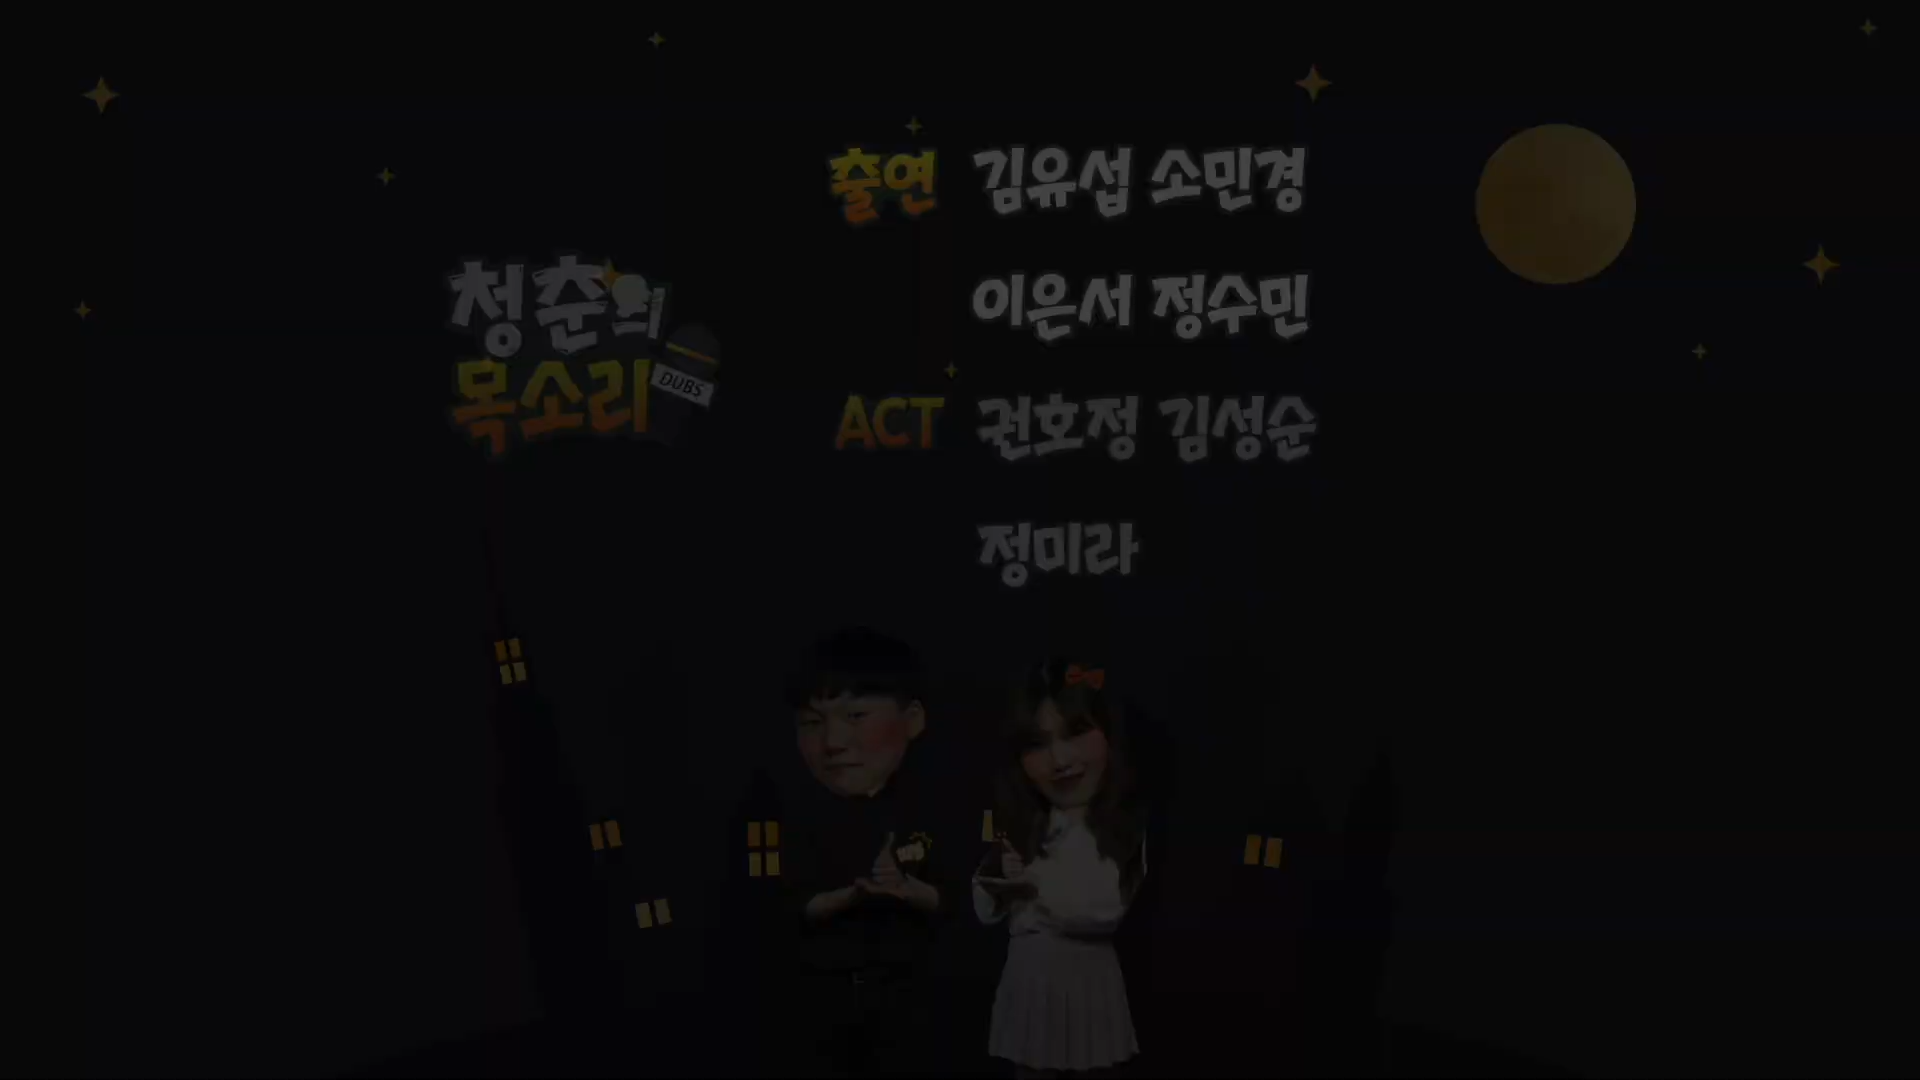 청춘의
목소리
DUBS
출연 김유섭 소민경
이은서 정수민
ACT 권호정 김성순
정미라